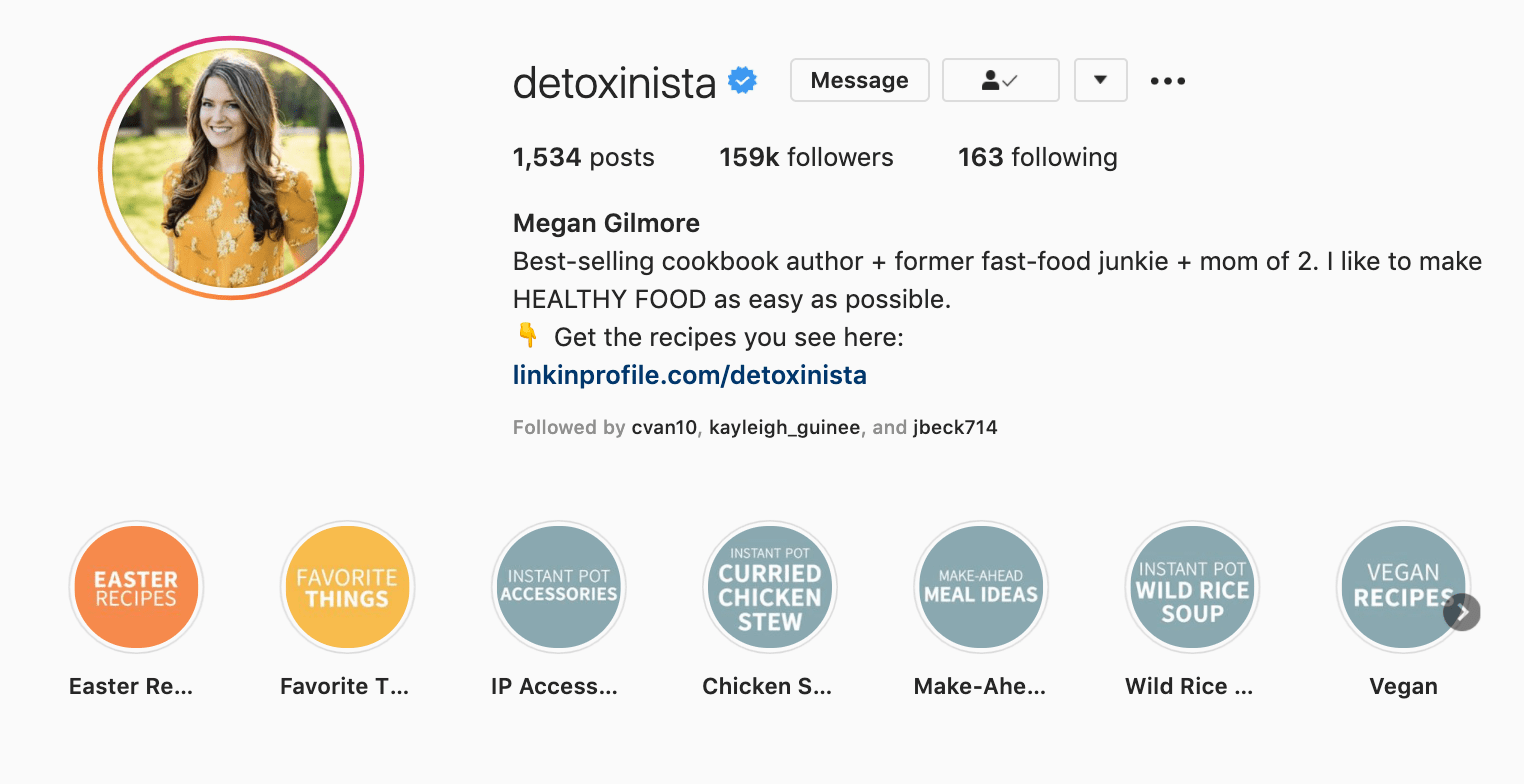 detoxinista
Message
1,534 posts 159k followers 163 following
Megan Gilmore
Best-selling cookbook author + former fast-food junkie + mom of 2. I like to make
HEALTHY FOOD as easy as possible.
👇 Get the recipes you see here:
linkinprofile.com/detoxinista
Followed by cvan10, kayleigh_guinee, and jbeck714
EASTER
RECIPES
FAVORITE
THINGS
INSTANT POT
ACCESSORIES
INSTANT POT
CURRIED
CHICKEN
STEW
MAKE-AHEAD
MEAL IDEAS
INSTANT POT
WILD RICE
SOUP
VEGAN
RECIPES
Easter Re...
Favorite T...
IP Access...
Chicken S...
Make-Ahe...
Wild Rice ...
Vegan